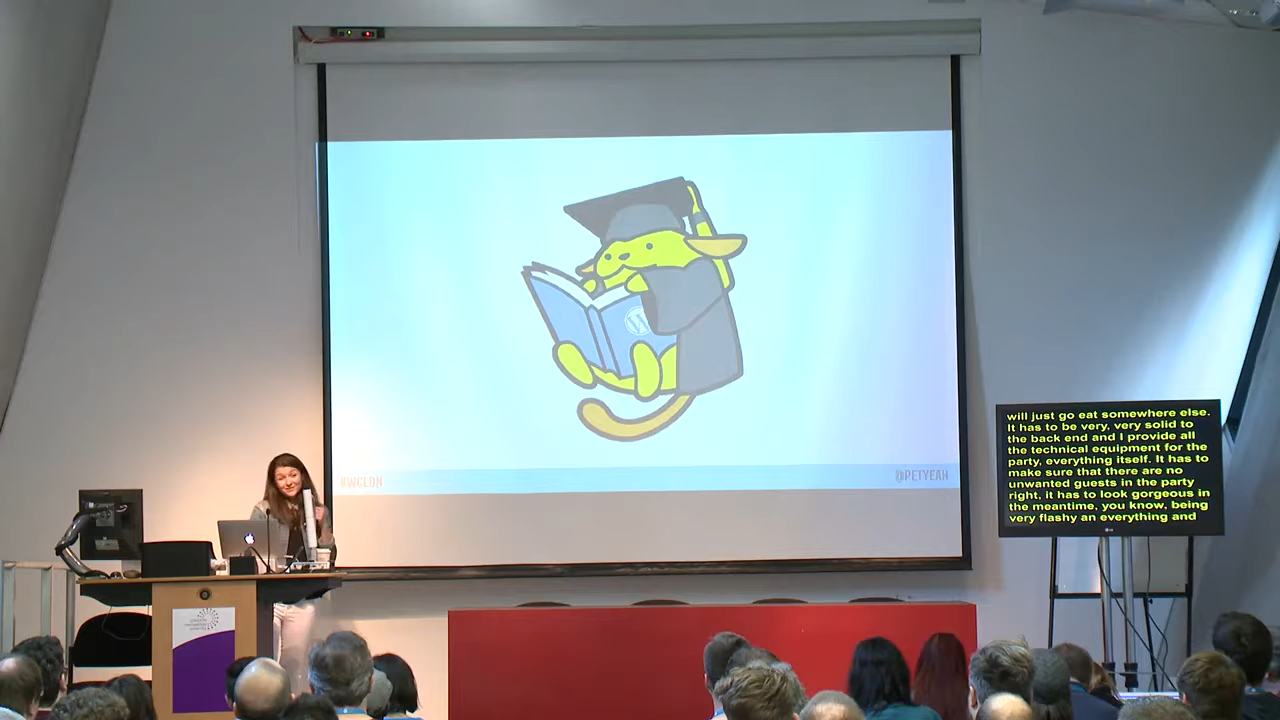 #WCLDN
@PETYEAH
will just go eat somewhere else.
It has to be very, very solid to
the back end and I provide all
the technical equipment for the
party, everything itself. It has to
make sure that there are no
unwanted guests in the party
right, it has to look gorgeous in
the meantime, you know, being
very flashy an everything and